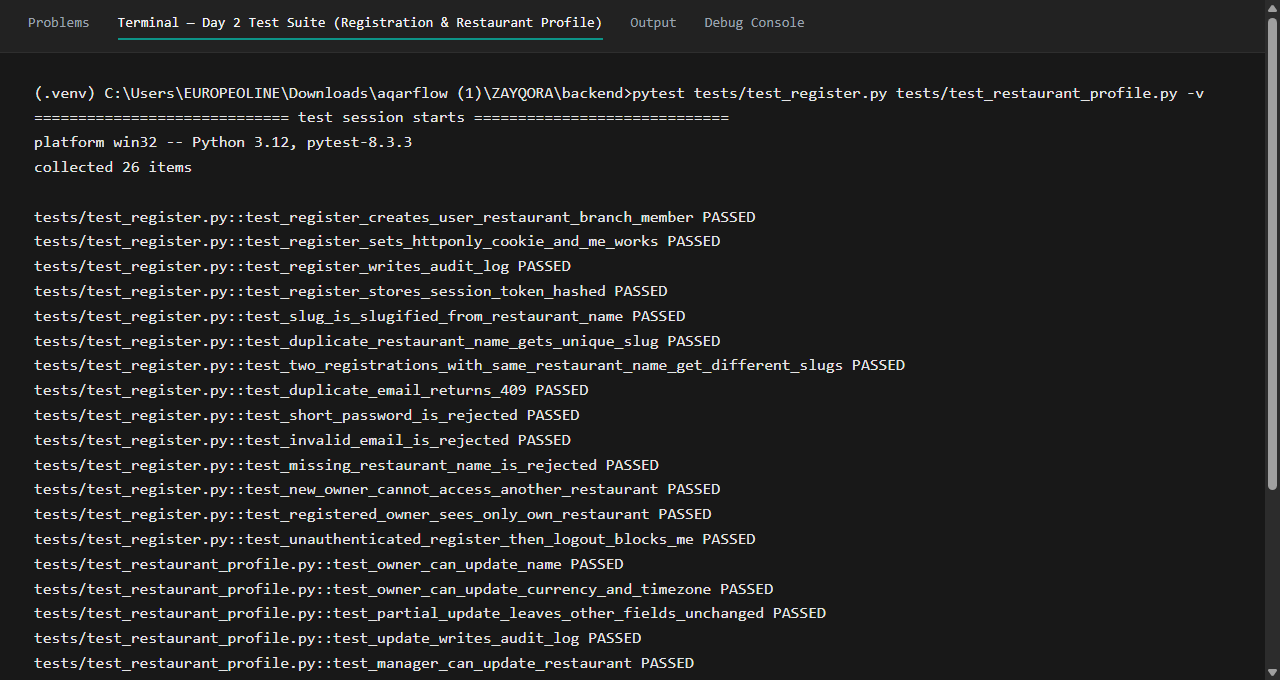 Problems
Terminal — Day 2 Test Suite (Registration & Restaurant Profile)
Output
Debug Console
(.venv) C:\Users\EUROPEOLINE\Downloads\aqarflow (1)\ZAYQORA\backend>pytest tests/test_register.py tests/test_restaurant_profile.py -v
============================= test session starts =============================
platform win32 -- Python 3.12, pytest-8.3.3
collected 26 items
tests/test_register.py::test_register_creates_user_restaurant_branch_member PASSED
tests/test_register.py::test_register_sets_httponly_cookie_and_me_works PASSED
tests/test_register.py::test_register_writes_audit_log PASSED
tests/test_register.py::test_register_stores_session_token_hashed PASSED
tests/test_register.py::test_slug_is_slugified_from_restaurant_name PASSED
tests/test_register.py::test_duplicate_restaurant_name_gets_unique_slug PASSED
tests/test_register.py::test_two_registrations_with_same_restaurant_name_get_different_slugs PASSED
tests/test_register.py::test_duplicate_email_returns_409 PASSED
tests/test_register.py::test_short_password_is_rejected PASSED
tests/test_register.py::test_invalid_email_is_rejected PASSED
tests/test_register.py::test_missing_restaurant_name_is_rejected PASSED
tests/test_register.py::test_new_owner_cannot_access_another_restaurant PASSED
tests/test_register.py::test_registered_owner_sees_only_own_restaurant PASSED
tests/test_register.py::test_unauthenticated_register_then_logout_blocks_me PASSED
tests/test_restaurant_profile.py::test_owner_can_update_name PASSED
tests/test_restaurant_profile.py::test_owner_can_update_currency_and_timezone PASSED
tests/test_restaurant_profile.py::test_partial_update_leaves_other_fields_unchanged PASSED
tests/test_restaurant_profile.py::test_update_writes_audit_log PASSED
tests/test_restaurant_profile.py::test_manager_can_update_restaurant PASSED